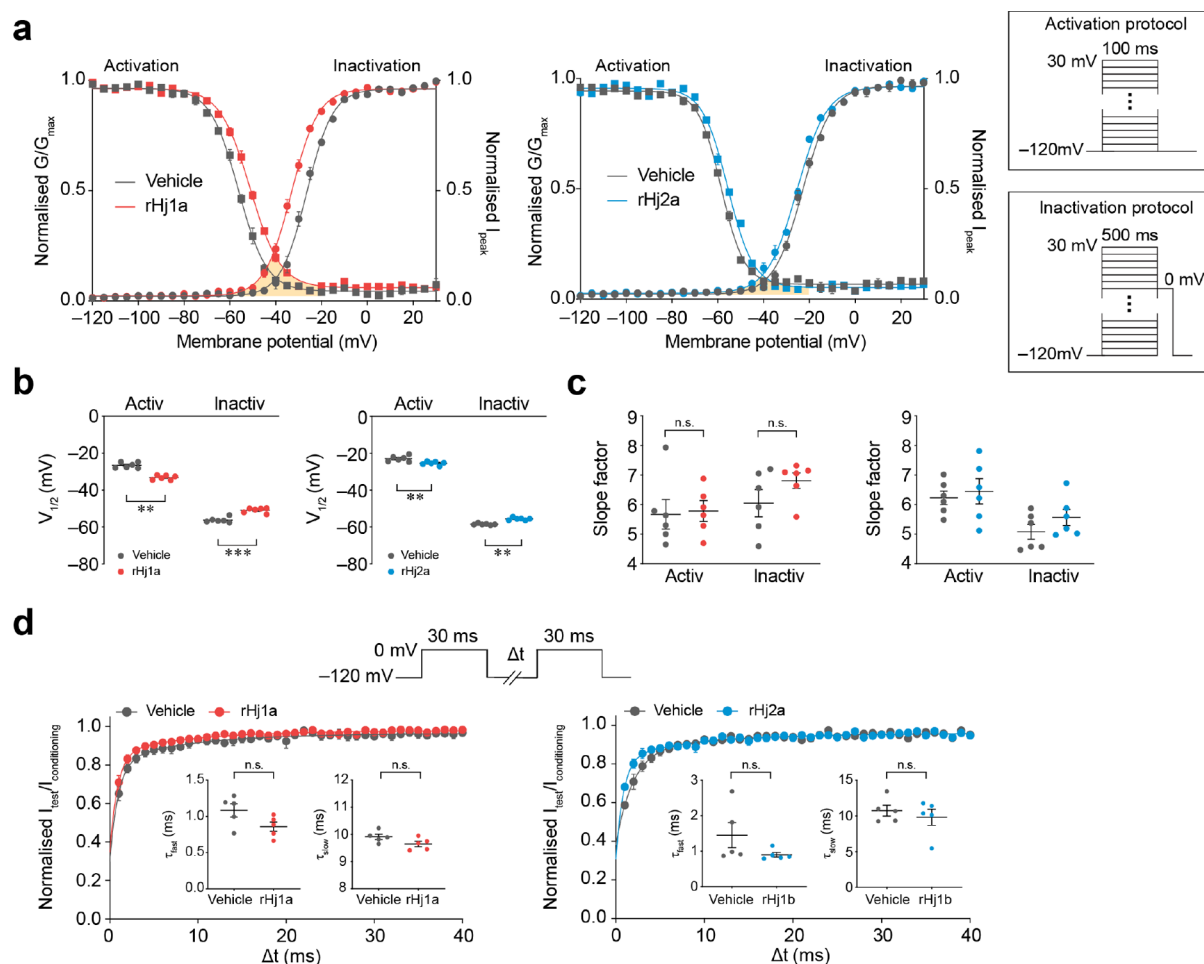 a
Activation
Inactivation
1.0
0.5
0.0
Normalised G/Gmax
Vehicle
rHj1a
1.0
0.5
0.0
Normalised Ipeak
−120 −100 −80 −60 −40 −20 0 20
Membrane potential (mV)
Activation
Inactivation
1.0
0.5
0.0
Normalised G/Gmax
Vehicle
rHj2a
1.0
0.5
0.0
Normalised Ipeak
−120 −100 −80 −60 −40 −20 0 20
Membrane potential (mV)
Activation protocol
100 ms
30 mV
−120mV
Inactivation protocol
500 ms
30 mV
0 mV
−120mV
b
Activ Inactiv
0
−20
−40
−60
−80
V1/2 (mV)
**
***
Vehicle
rHj1a
Activ Inactiv
0
−20
−40
−60
−80
V1/2 (mV)
**
**
Vehicle
rHj2a
c
9
8
7
6
5
4
Slope factor
n.s. n.s.
Activ Inactiv
9
8
7
6
5
4
Slope factor
Activ Inactiv
d
30 ms Δt 30 ms
0 mV
−120 mV
Vehicle rHj1a
1.0
0.8
0.6
0.4
0.2
0.0
Normalised Itest/Iconditioning
n.s.
1.5
1.0
0.5
0.0
τfast (ms)
Vehicle rHj1a
n.s.
12
11
10
9
8
τslow (ms)
Vehicle rHj1a
0 10 20 30 40
Δt (ms)
Vehicle rHj2a
1.0
0.8
0.6
0.4
0.2
0.0
Normalised Itest/Iconditioning
n.s.
3
2
1
0
τfast (ms)
Vehicle rHj1b
n.s.
15
10
5
0
τslow (ms)
Vehicle rHj1b
0 10 20 30 40
Δt (ms)